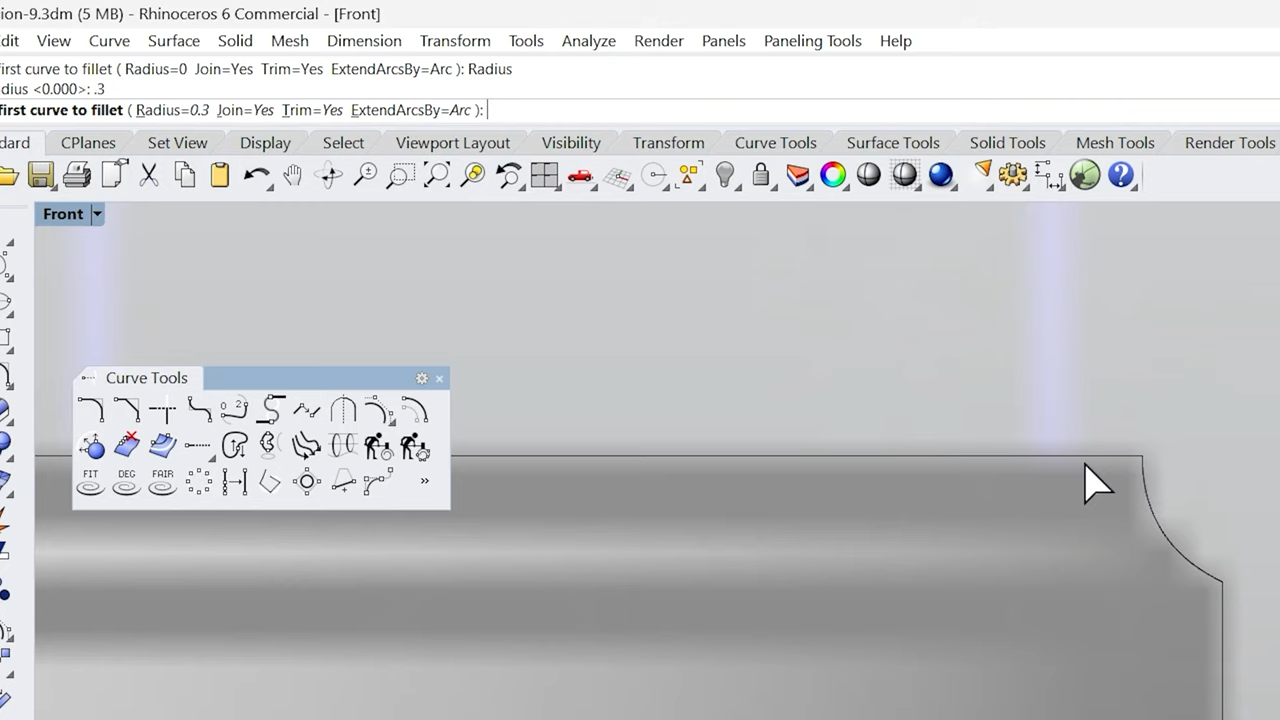 ion-9.3dm (5 MB) - Rhinoceros 6 Commercial - [Front]
dit View Curve Surface Solid Mesh Dimension Transform Tools Analyze Render Panels Paneling Tools Help
first curve to fillet ( Radius=0 Join=Yes Trim=Yes ExtendArcsBy=Arc ): Radius
dius <0.000>: .3
first curve to fillet ( Radius=0.3 Join=Yes Trim=Yes ExtendArcsBy=Arc ):
dard CPlanes Set View Display Select Viewport Layout Visibility Transform Curve Tools Surface Tools Solid Tools Mesh Tools Render Tools
Front
Curve Tools
0 2
FIT DEG FAIR